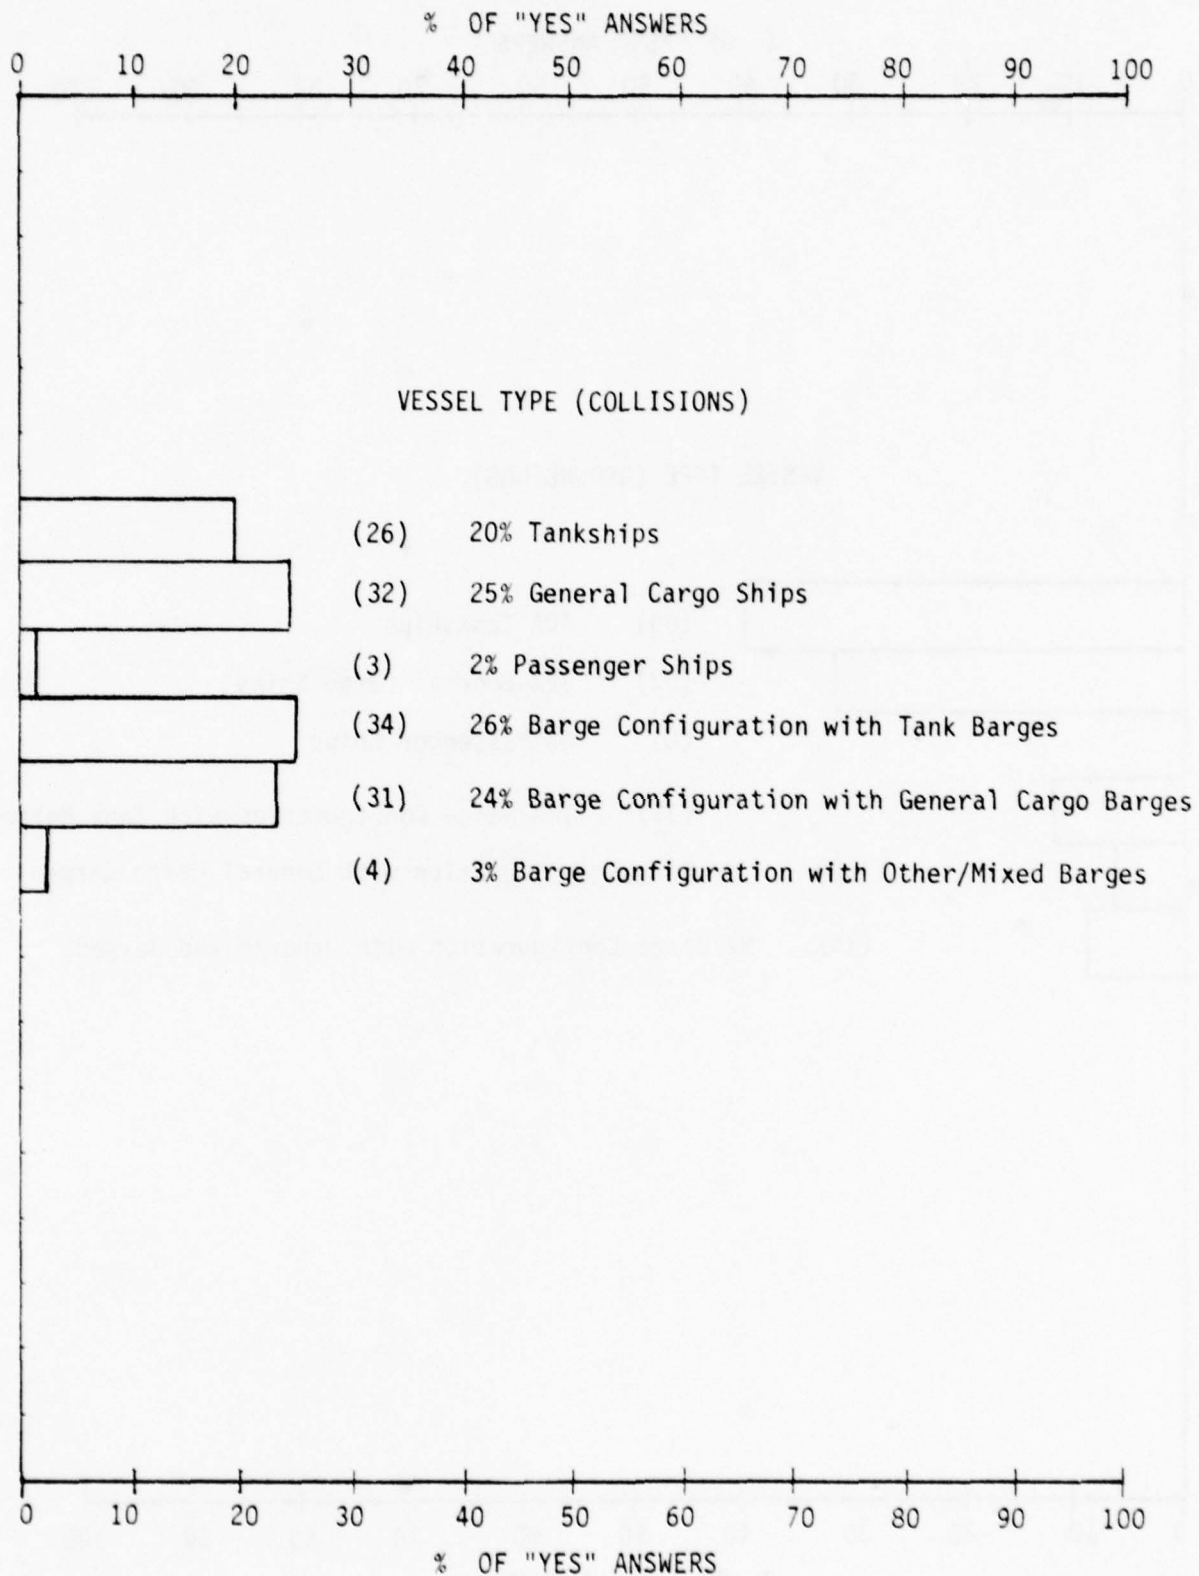 % OF "YES" ANSWERS
0 10 20 30 40 50 60 70 80 90 100
VESSEL TYPE (COLLISIONS)
(26) 20% Tankships
(32) 25% General Cargo Ships
(3) 2% Passenger Ships
(34) 26% Barge Configuration with Tank Barges
(31) 24% Barge Configuration with General Cargo Barges
(4) 3% Barge Configuration with Other/Mixed Barges
0 10 20 30 40 50 60 70 80 90 100
% OF "YES" ANSWERS